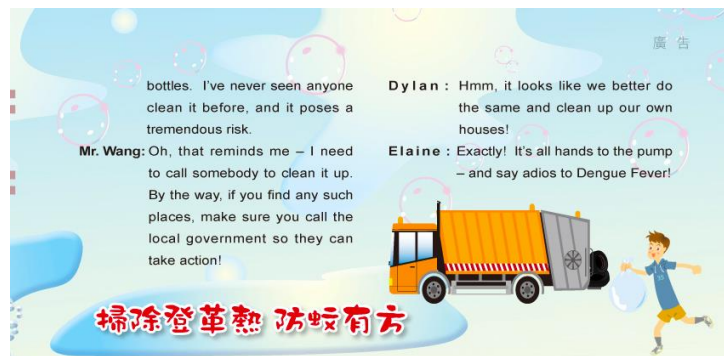 廣告
bottles. I've never seen anyone
clean it before, and it poses a
tremendous risk.
Mr. Wang: Oh, that reminds me – I need
to call somebody to clean it up.
By the way, if you find any such
places, make sure you call the
local government so they can
take action!
Dylan : Hmm, it looks like we better do
the same and clean up our own
houses!
Elaine : Exactly! It's all hands to the pump
– and say adios to Dengue Fever!
掃除登革熱 防蚊有方